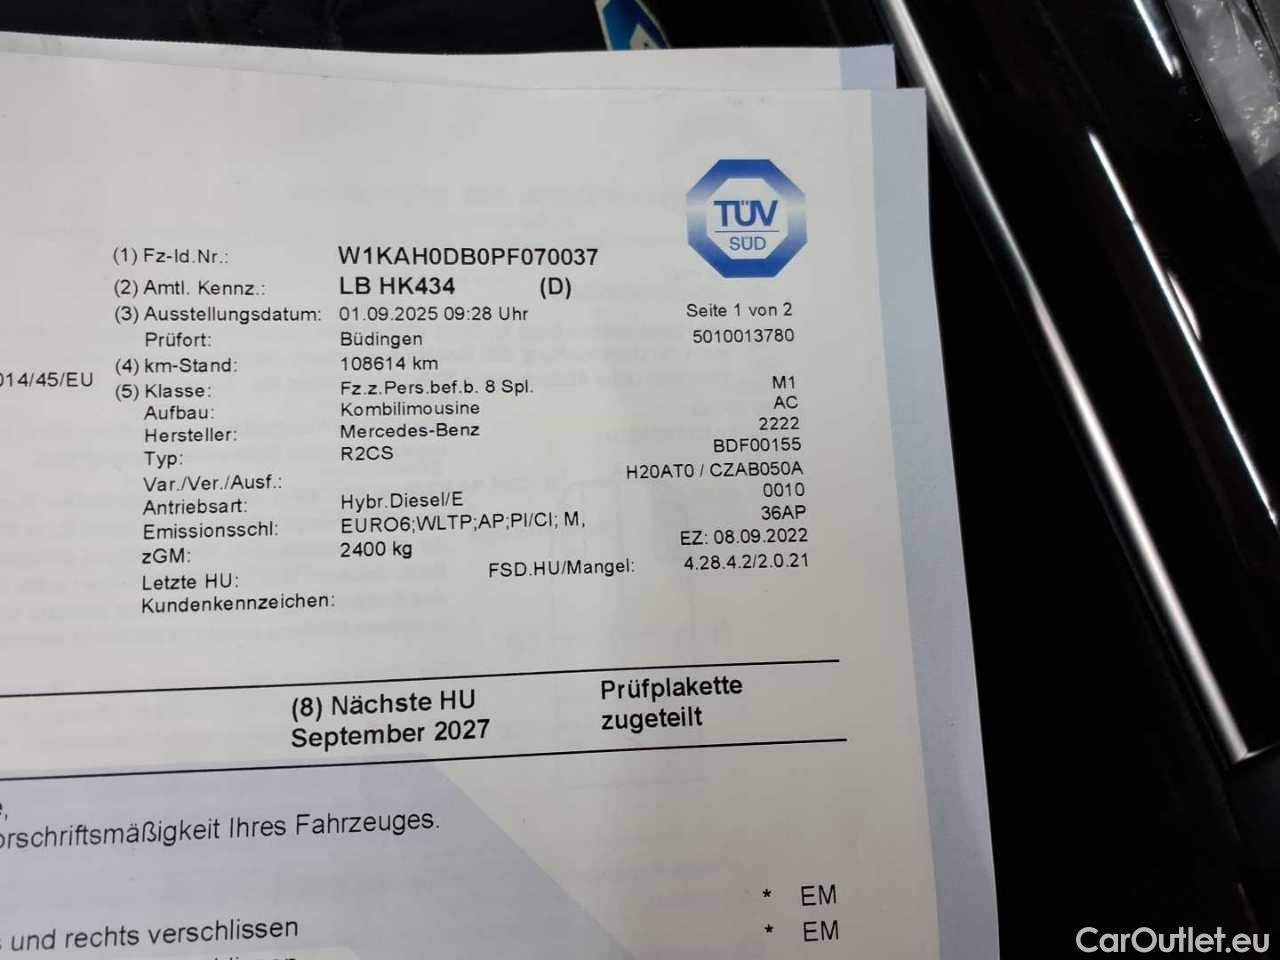 TÜV
SÜD
(1) Fz-Id.Nr.: W1KAH0DB0PF070037
(2) Amtl. Kennz.: LB HK434 (D)
(3) Ausstellungsdatum: 01.09.2025 09:28 Uhr Seite 1 von 2
Prüfort: Büdingen 5010013780
(4) km-Stand: 108614 km
014/45/EU (5) Klasse: Fz.z.Pers.bef.b. 8 Spl. M1
Aufbau: Kombilimousine AC
Hersteller: Mercedes-Benz 2222
Typ: R2CS BDF00155
Var./Ver./Ausf.: H20AT0 / CZAB050A
Antriebsart: Hybr.Diesel/E 0010
Emissionsschl: EURO6;WLTP;AP;PI/CI; M, 36AP
zGM: 2400 kg EZ: 08.09.2022
Letzte HU: FSD.HU/Mangel: 4.28.4.2/2.0.21
Kundenkennzeichen:
(8) Nächste HU Prüfplakette
September 2027 zugeteilt
orschriftsmäßigkeit Ihres Fahrzeuges.
* EM
und rechts verschlissen * EM
CarOutlet.eu